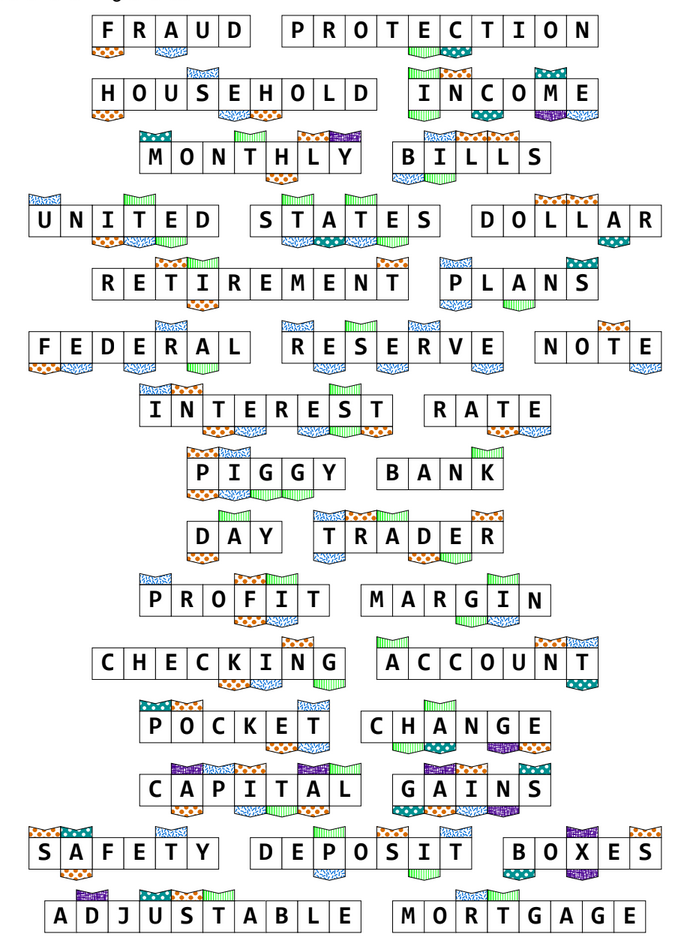 FRAUD PROTECTION
HOUSEHOLD INCOME
MONTHLY BILLS
UNITED STATES DOLLAR
RETIREMENT PLANS
FEDERAL RESERVE NOTE
INTEREST RATE
PIGGY BANK
DAY TRADER
PROFIT MARGIN
CHECKING ACCOUNT
POCKET CHANGE
CAPITAL GAINS
SAFETY DEPOSIT BOXES
ADJUSTABLE MORTGAGE